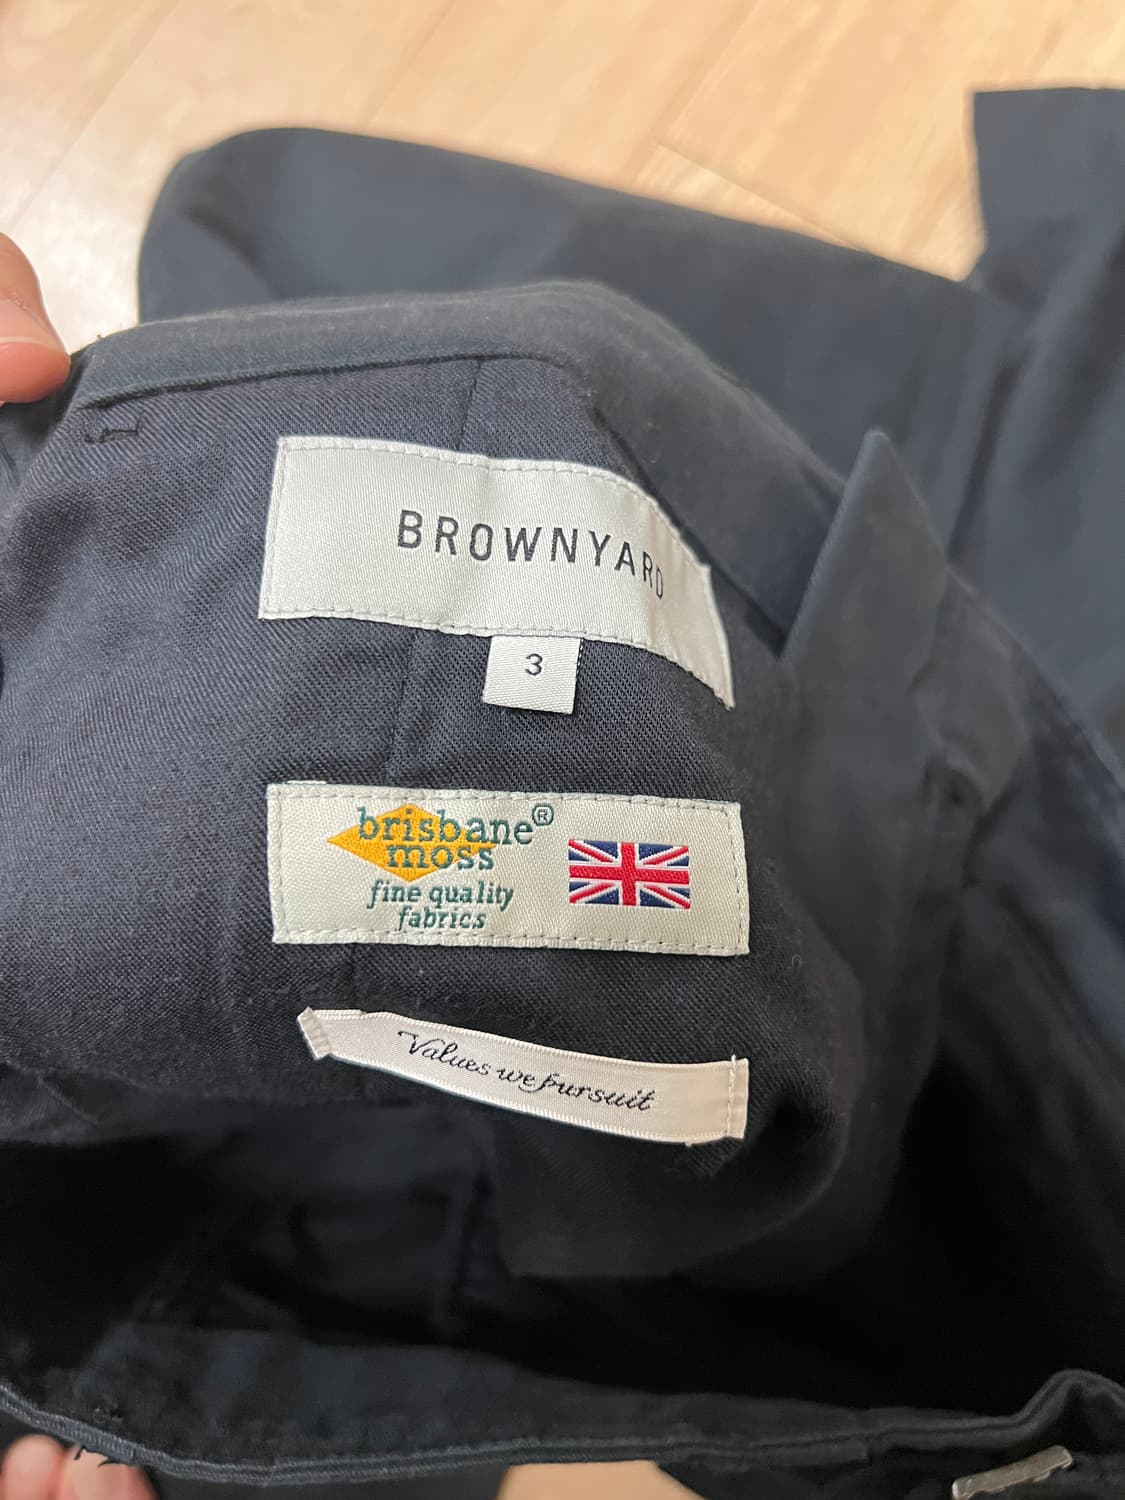 BROWNYARD
3
brisbane®
moss
fine quality
fabrics
Values we pursuit